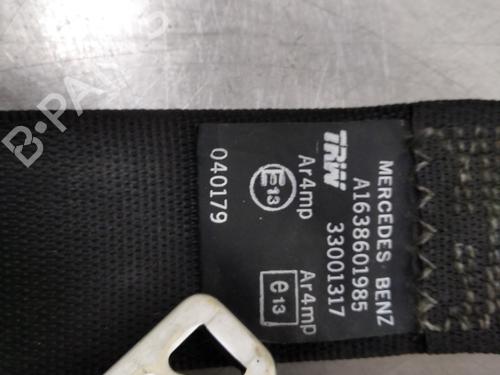 MERCEDES BENZ
A1638601985
TRW 33001317
Ar4mp Ar4mp
E13 e13
040179
B-PARTS